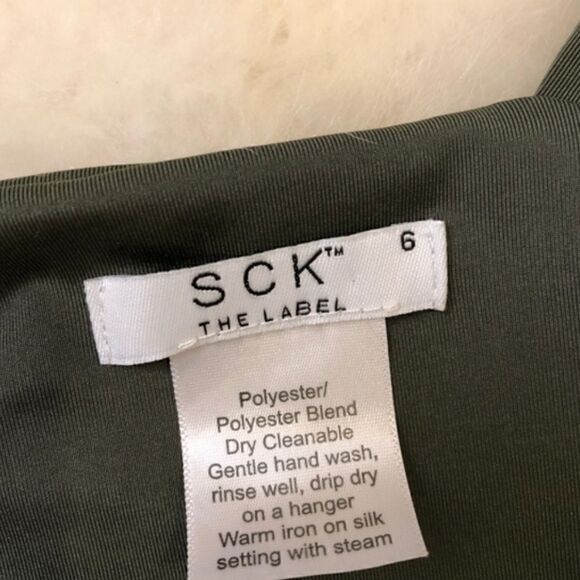 SCK™ 6
THE LABEL
Polyester/
Polyester Blend
Dry Cleanable
Gentle hand wash,
rinse well, drip dry
on a hanger
Warm iron on silk
setting with steam